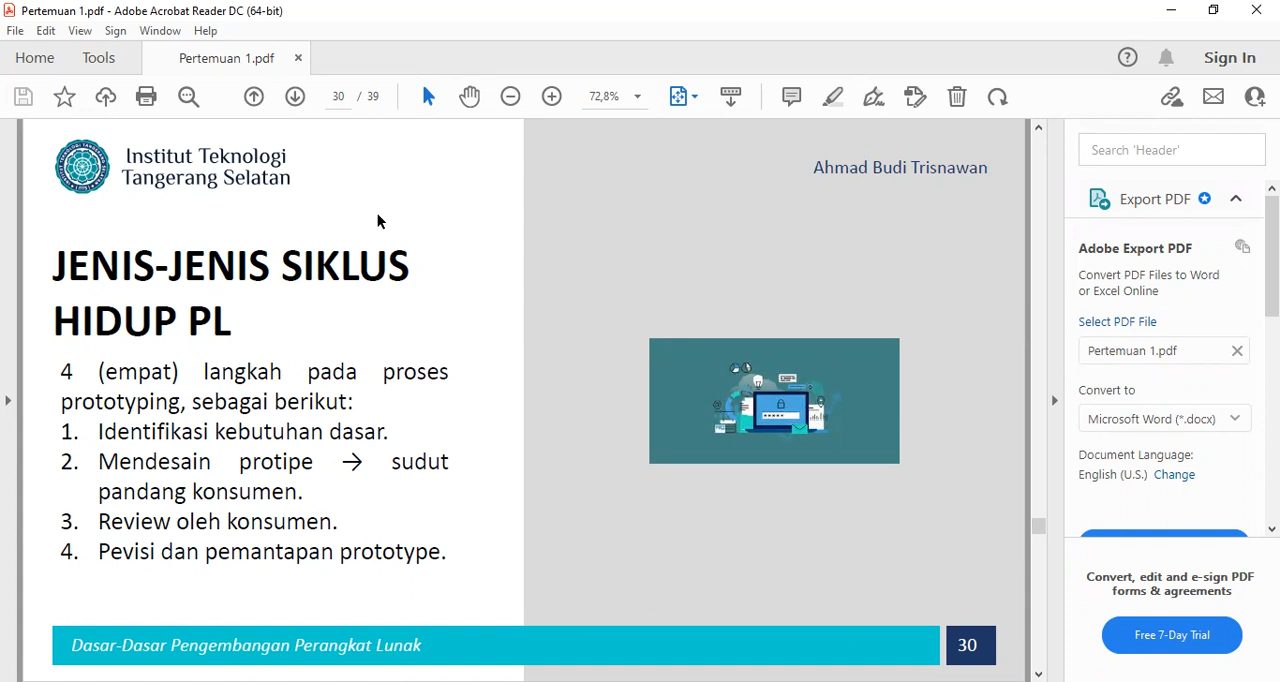 Pertemuan 1.pdf - Adobe Acrobat Reader DC (64-bit)
File Edit View Sign Window Help
Home Tools Pertemuan 1.pdf × Sign In
30 / 39 72,8%
Institut Teknologi
Tangerang Selatan
Ahmad Budi Trisnawan
JENIS-JENIS SIKLUS
HIDUP PL
4 (empat) langkah pada proses
prototyping, sebagai berikut:
1. Identifikasi kebutuhan dasar.
2. Mendesain protipe → sudut
pandang konsumen.
3. Review oleh konsumen.
4. Pevisi dan pemantapan prototype.
Dasar-Dasar Pengembangan Perangkat Lunak 30
Search 'Header'
Export PDF
Adobe Export PDF
Convert PDF Files to Word
or Excel Online
Select PDF File
Pertemuan 1.pdf
Convert to
Microsoft Word (*.docx)
Document Language:
English (U.S.) Change
Convert, edit and e-sign PDF
forms & agreements
Free 7-Day Trial